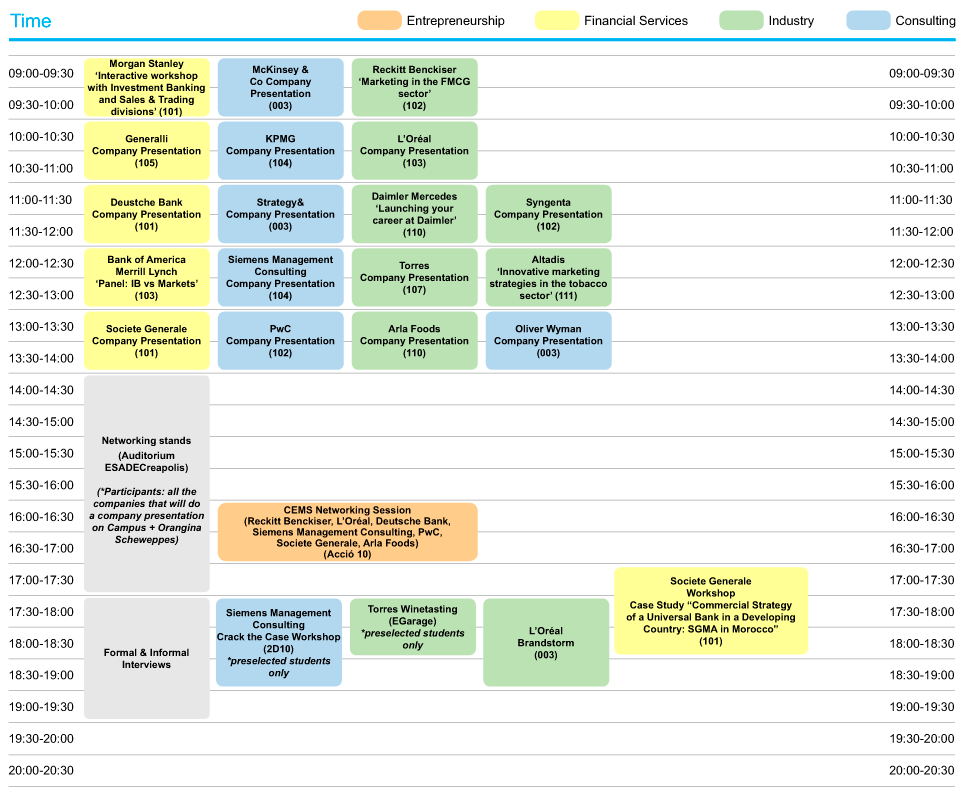 Time
Entrepreneurship
Financial Services
Industry
Consulting
09:00-09:30
09:30-10:00
Morgan Stanley
‘Interactive workshop
with Investment Banking
and Sales & Trading
divisions’ (101)
McKinsey &
Co Company
Presentation
(003)
Reckitt Benckiser
‘Marketing in the FMCG
sector’
(102)
09:00-09:30
09:30-10:00
10:00-10:30
10:30-11:00
Generalli
Company Presentation
(105)
KPMG
Company Presentation
(104)
L’Oréal
Company Presentation
(103)
10:00-10:30
10:30-11:00
11:00-11:30
11:30-12:00
Deustche Bank
Company Presentation
(101)
Strategy&
Company Presentation
(003)
Daimler Mercedes
‘Launching your
career at Daimler’
(110)
Syngenta
Company Presentation
(102)
11:00-11:30
11:30-12:00
12:00-12:30
12:30-13:00
Bank of America
Merrill Lynch
‘Panel: IB vs Markets’
(103)
Siemens Management
Consulting
Company Presentation
(104)
Torres
Company Presentation
(107)
Altadis
‘Innovative marketing
strategies in the tobacco
sector’ (111)
12:00-12:30
12:30-13:00
13:00-13:30
13:30-14:00
Societe Generale
Company Presentation
(101)
PwC
Company Presentation
(102)
Arla Foods
Company Presentation
(110)
Oliver Wyman
Company Presentation
(003)
13:00-13:30
13:30-14:00
14:00-14:30
14:30-15:00
15:00-15:30
15:30-16:00
16:00-16:30
16:30-17:00
17:00-17:30
Networking stands
(Auditorium
ESADECreapolis)
(*Participants: all the
companies that will do
a company presentation
on Campus + Orangina
Scheweppes)
CEMS Networking Session
(Reckitt Benckiser, L’Oréal, Deutsche Bank,
Siemens Management Consulting, PwC,
Societe Generale, Arla Foods)
(Acció 10)
14:00-14:30
14:30-15:00
15:00-15:30
15:30-16:00
16:00-16:30
16:30-17:00
17:00-17:30
17:30-18:00
18:00-18:30
18:30-19:00
19:00-19:30
19:30-20:00
20:00-20:30
Formal & Informal
Interviews
Siemens Management
Consulting
Crack the Case Workshop
(2D10)
*preselected students
only
Torres Winetasting
(EGarage)
*preselected students
only
L’Oréal
Brandstorm
(003)
Societe Generale
Workshop
Case Study “Commercial Strategy
of a Universal Bank in a Developing
Country: SGMA in Morocco”
(101)
17:30-18:00
18:00-18:30
18:30-19:00
19:00-19:30
19:30-20:00
20:00-20:30